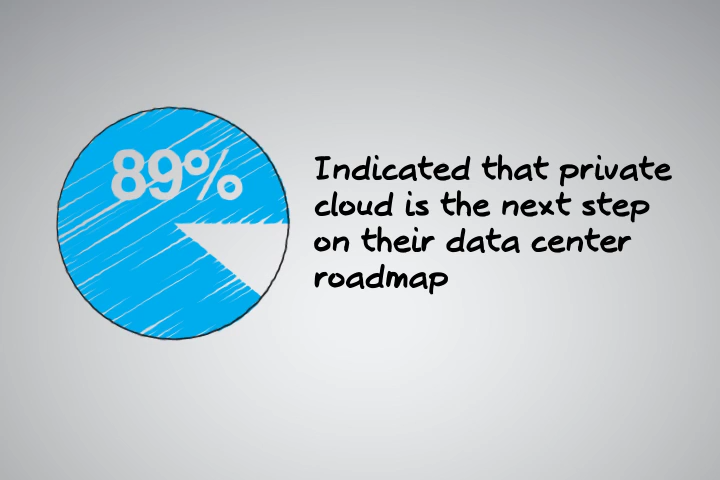 89%
Indicated that private
cloud is the next step
on their data center
roadmap